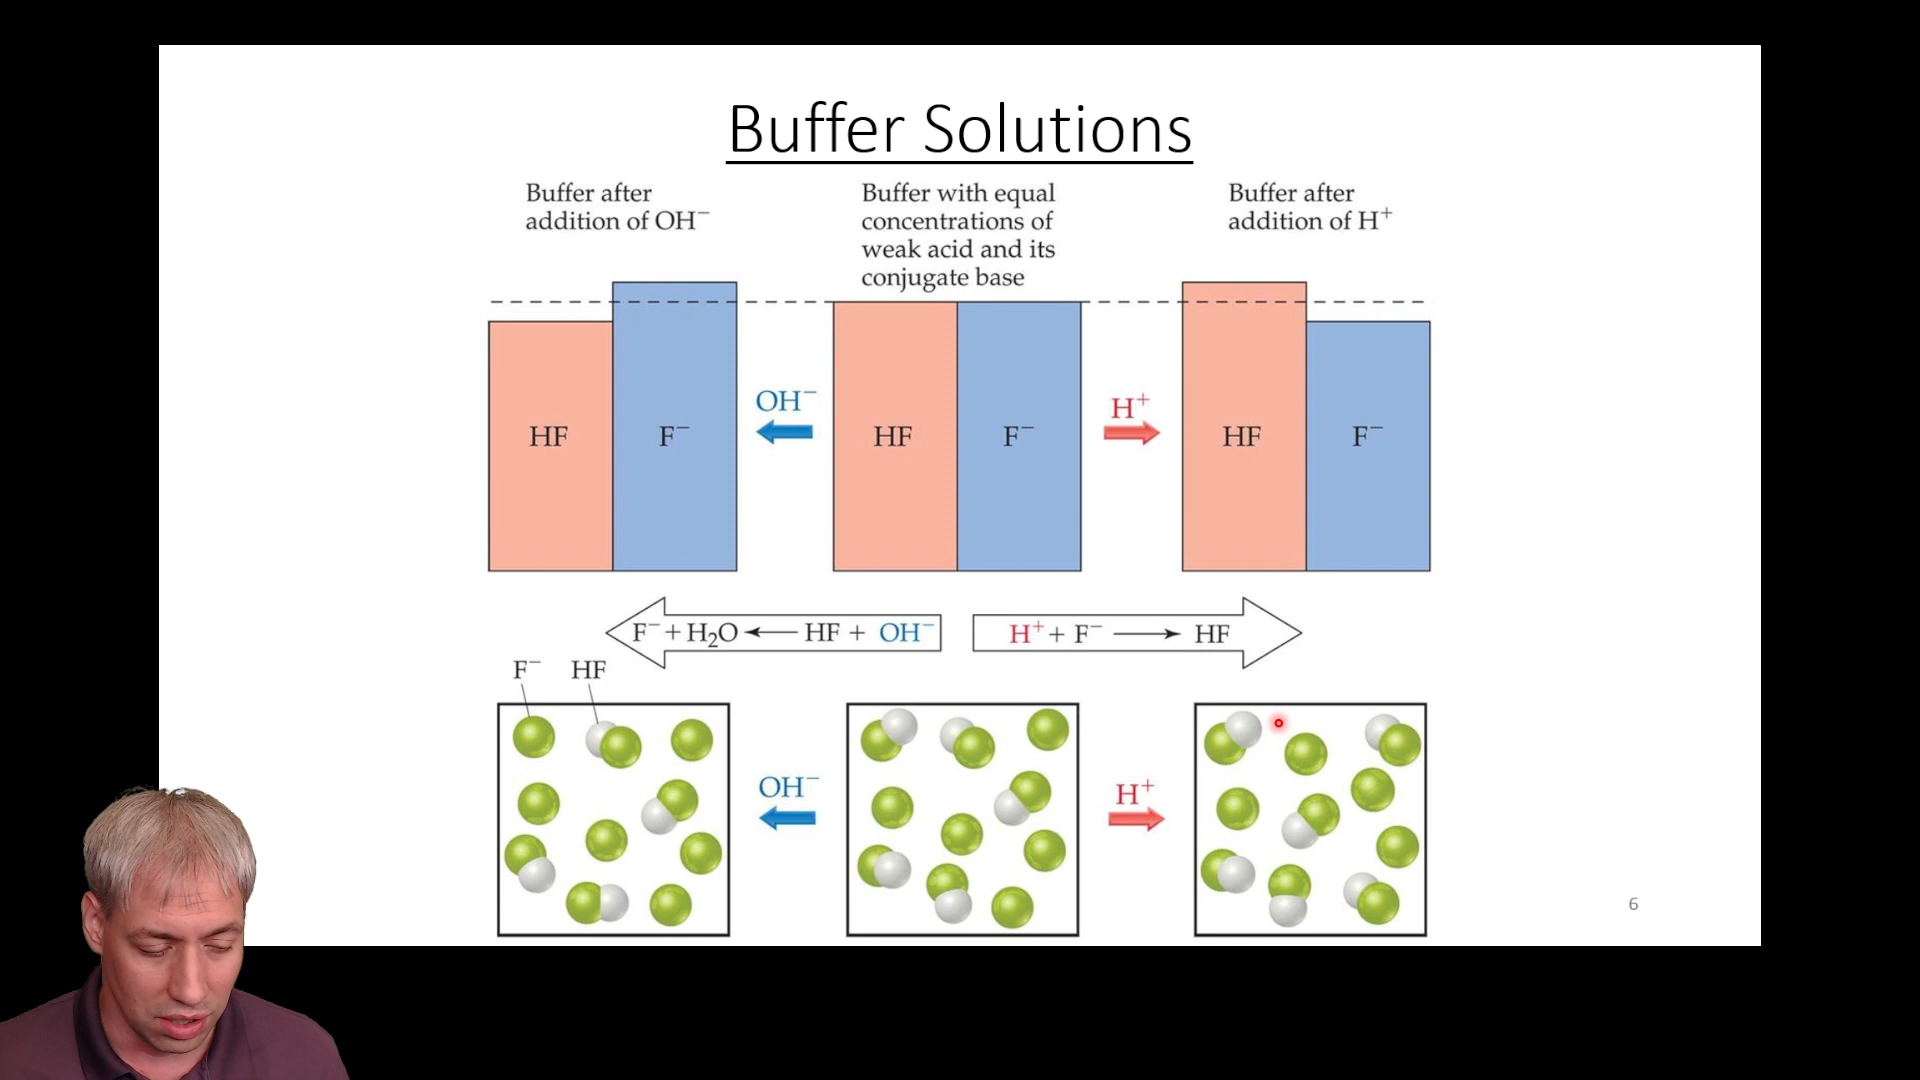 Buffer Solutions
Buffer after
addition of OH⁻
Buffer with equal
concentrations of
weak acid and its
conjugate base
Buffer after
addition of H⁺
HF
F⁻
OH⁻
HF
F⁻
H⁺
HF
F⁻
F⁻ + H₂O ⟵ HF + OH⁻
H⁺ + F⁻ ⟶ HF
F⁻
HF
OH⁻
H⁺
6